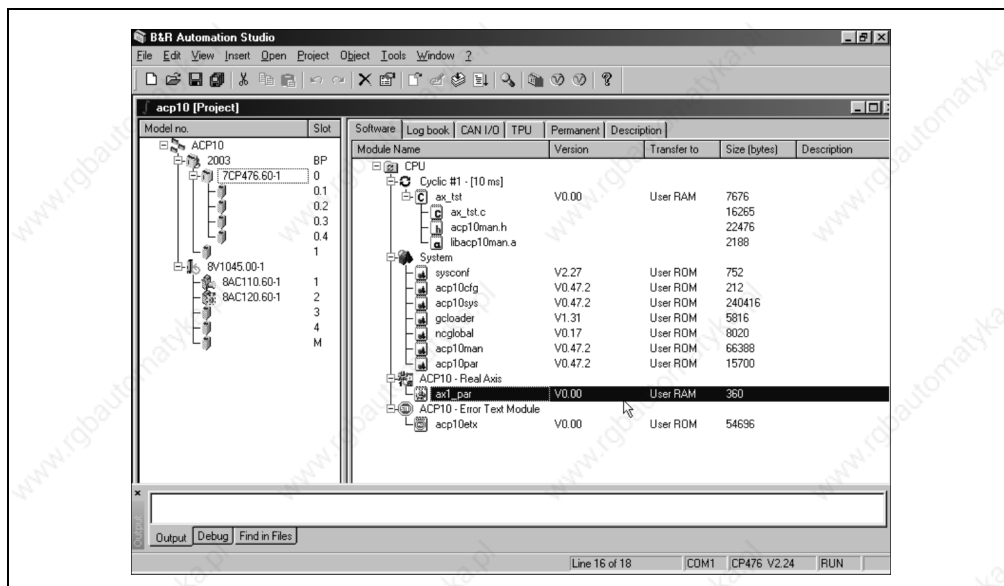 B&R Automation Studio
File Edit View Insert Open Project Object Tools Window ?
acp10 [Project]
Model no. Slot
ACP10
2003 BP
7CP476.60-1 0
0.1
0.2
0.3
0.4
1
8V1045.00-1
8AC110.60-1 1
8AC120.60-1 2
3
4
M
Software Log book CAN I/O TPU Permanent Description
Module Name Version Transfer to Size (bytes) Description
CPU
Cyclic #1 - [10 ms]
ax_tst V0.00 User RAM 7676
ax_tst.c 16265
acp10man.h 22476
libacp10man.a 2188
System
sysconf V2.27 User ROM 752
acp10cfg V0.47.2 User ROM 212
acp10sys V0.47.2 User ROM 240416
gcloader V1.31 User ROM 5816
ncglobal V0.17 User ROM 8020
acp10man V0.47.2 User ROM 66388
acp10par V0.47.2 User ROM 15700
ACP10 - Real Axis
ax1_par V0.00 User RAM 360
ACP10 - Error Text Module
acp10etx V0.00 User ROM 54696
Output
Output Debug Find in Files
Line 16 of 18 COM1 CP476 V2.24 RUN
www.rgbautomatyka.pl